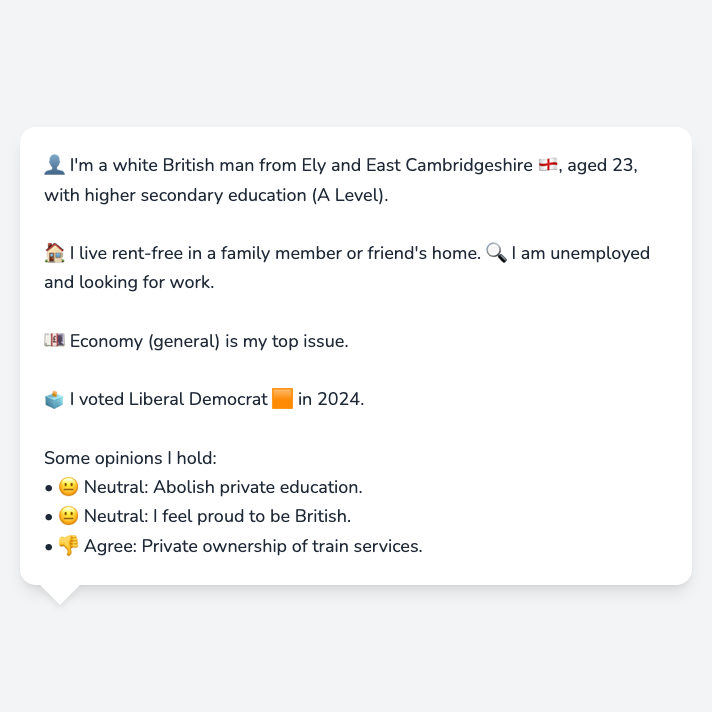 👤 I'm a white British man from Ely and East Cambridgeshire 🏴󠁧󠁢󠁥󠁮󠁧󠁿, aged 23,
with higher secondary education (A Level).
🏠 I live rent-free in a family member or friend's home. 🔍 I am unemployed
and looking for work.
💷 Economy (general) is my top issue.
🗳️ I voted Liberal Democrat 🟧 in 2024.
Some opinions I hold:
• 😐 Neutral: Abolish private education.
• 😐 Neutral: I feel proud to be British.
• 👎 Agree: Private ownership of train services.